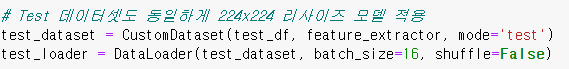 # Test 데이터셋도 동일하게 224x224 리사이즈 모델 적용
test_dataset = CustomDataset(test_df, feature_extractor, mode='test')
test_loader = DataLoader(test_dataset, batch_size=16, shuffle=False)